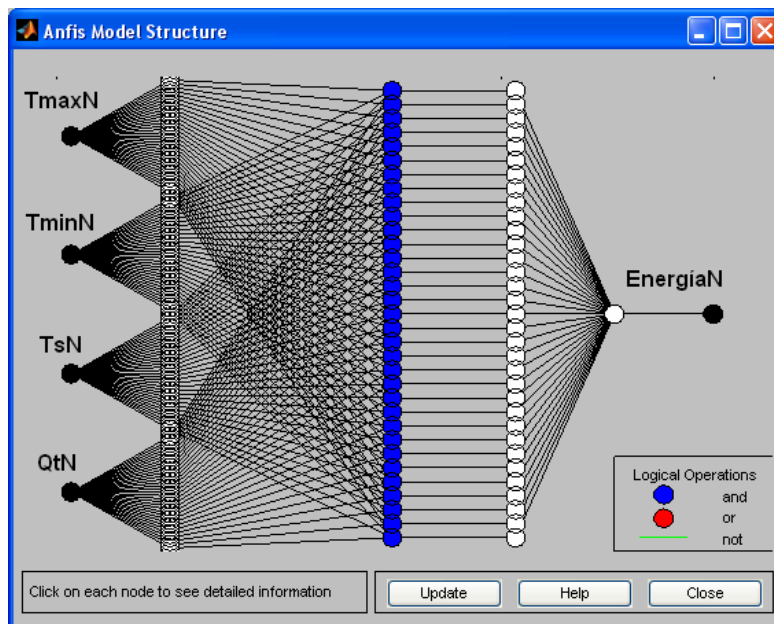 Anfis Model Structure
TmaxN
TminN
TsN
QtN
EnergíaN
Logical Operations
and
or
not
Click on each node to see detailed information
Update
Help
Close